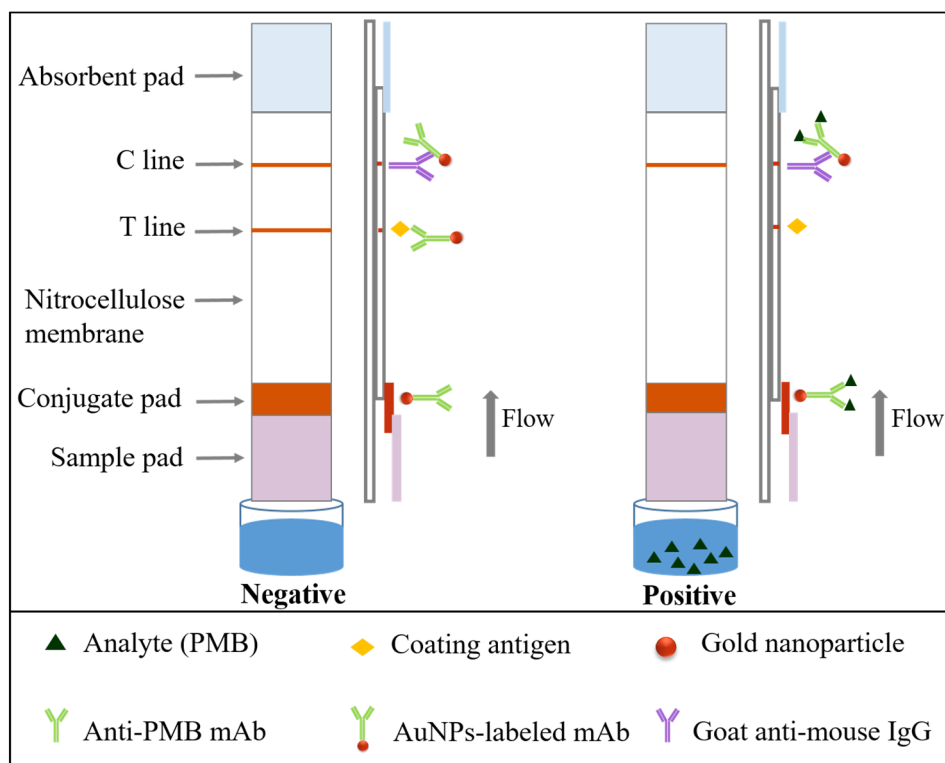 Absorbent pad
C line
T line
Nitrocellulose
membrane
Conjugate pad
Flow
Flow
Sample pad
Negative
Positive
Analyte (PMB)
Coating antigen
Gold nanoparticle
Anti-PMB mAb
AuNPs-labeled mAb
Goat anti-mouse IgG